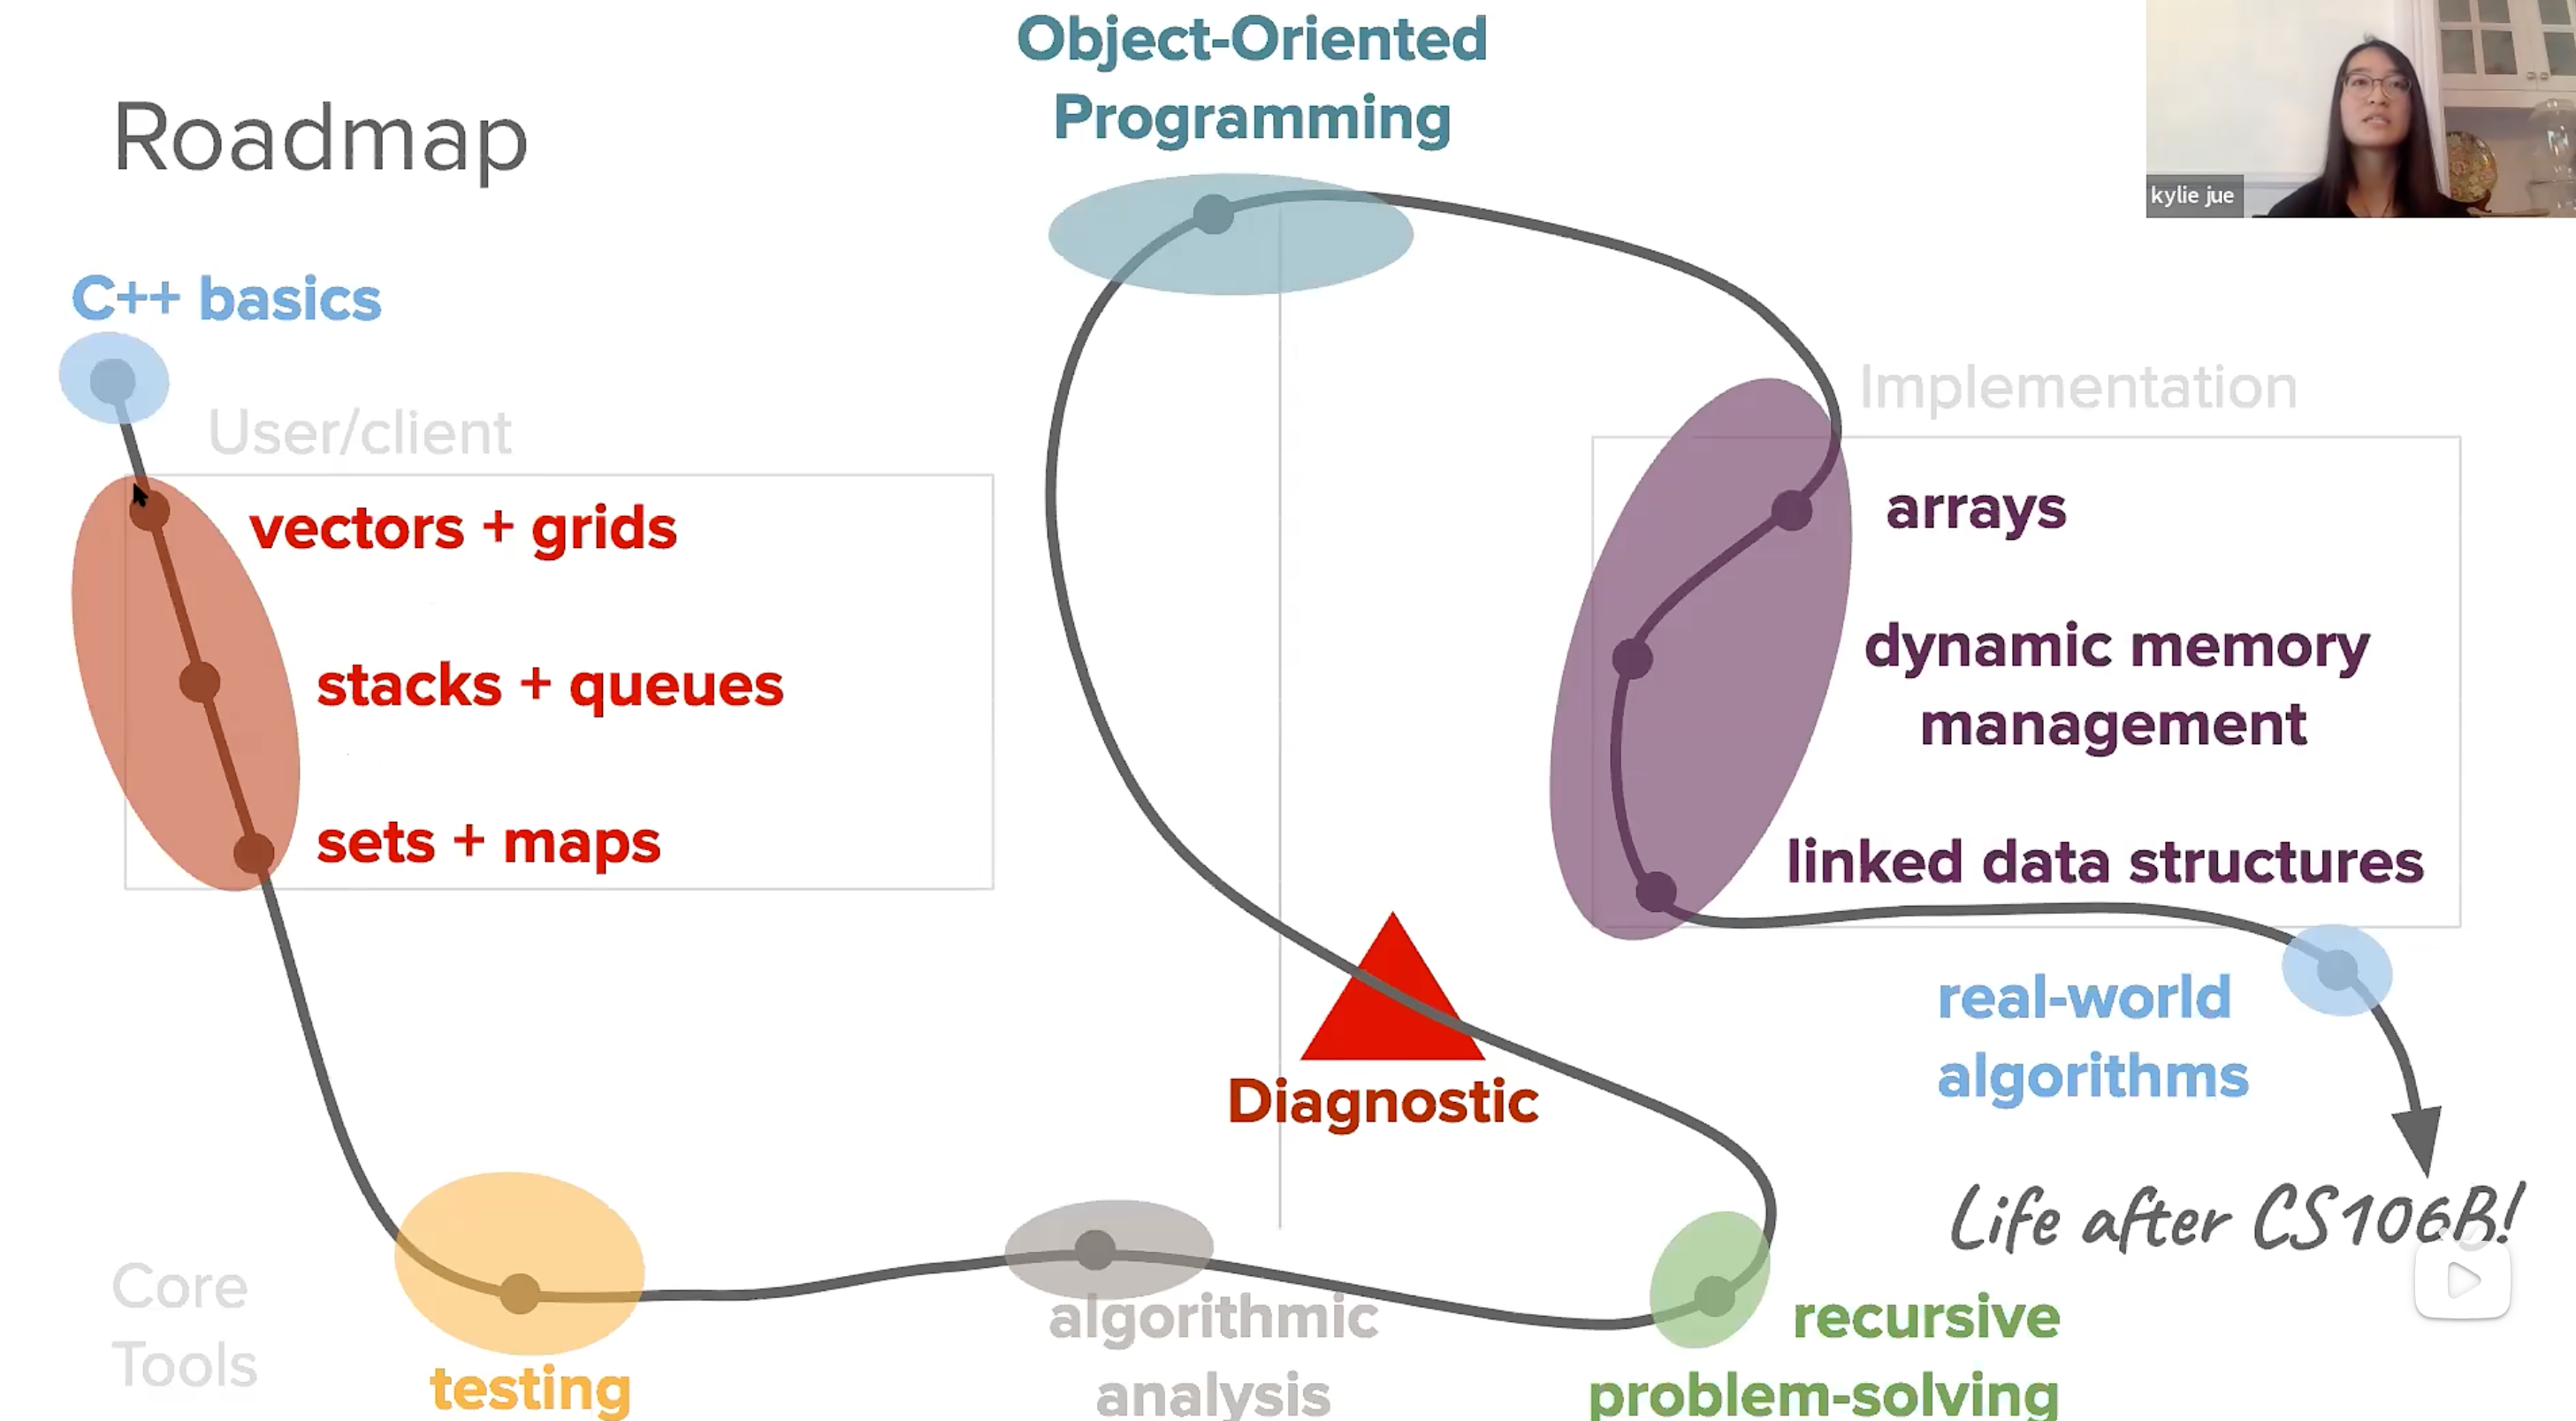 Object-Oriented
Programming
Roadmap
kylie jue
C++ basics
User/client
Implementation
vectors + grids
arrays
stacks + queues
dynamic memory
management
sets + maps
linked data structures
Diagnostic
real-world
algorithms
Life after CS106B!
Core
Tools
testing
algorithmic
analysis
recursive
problem-solving